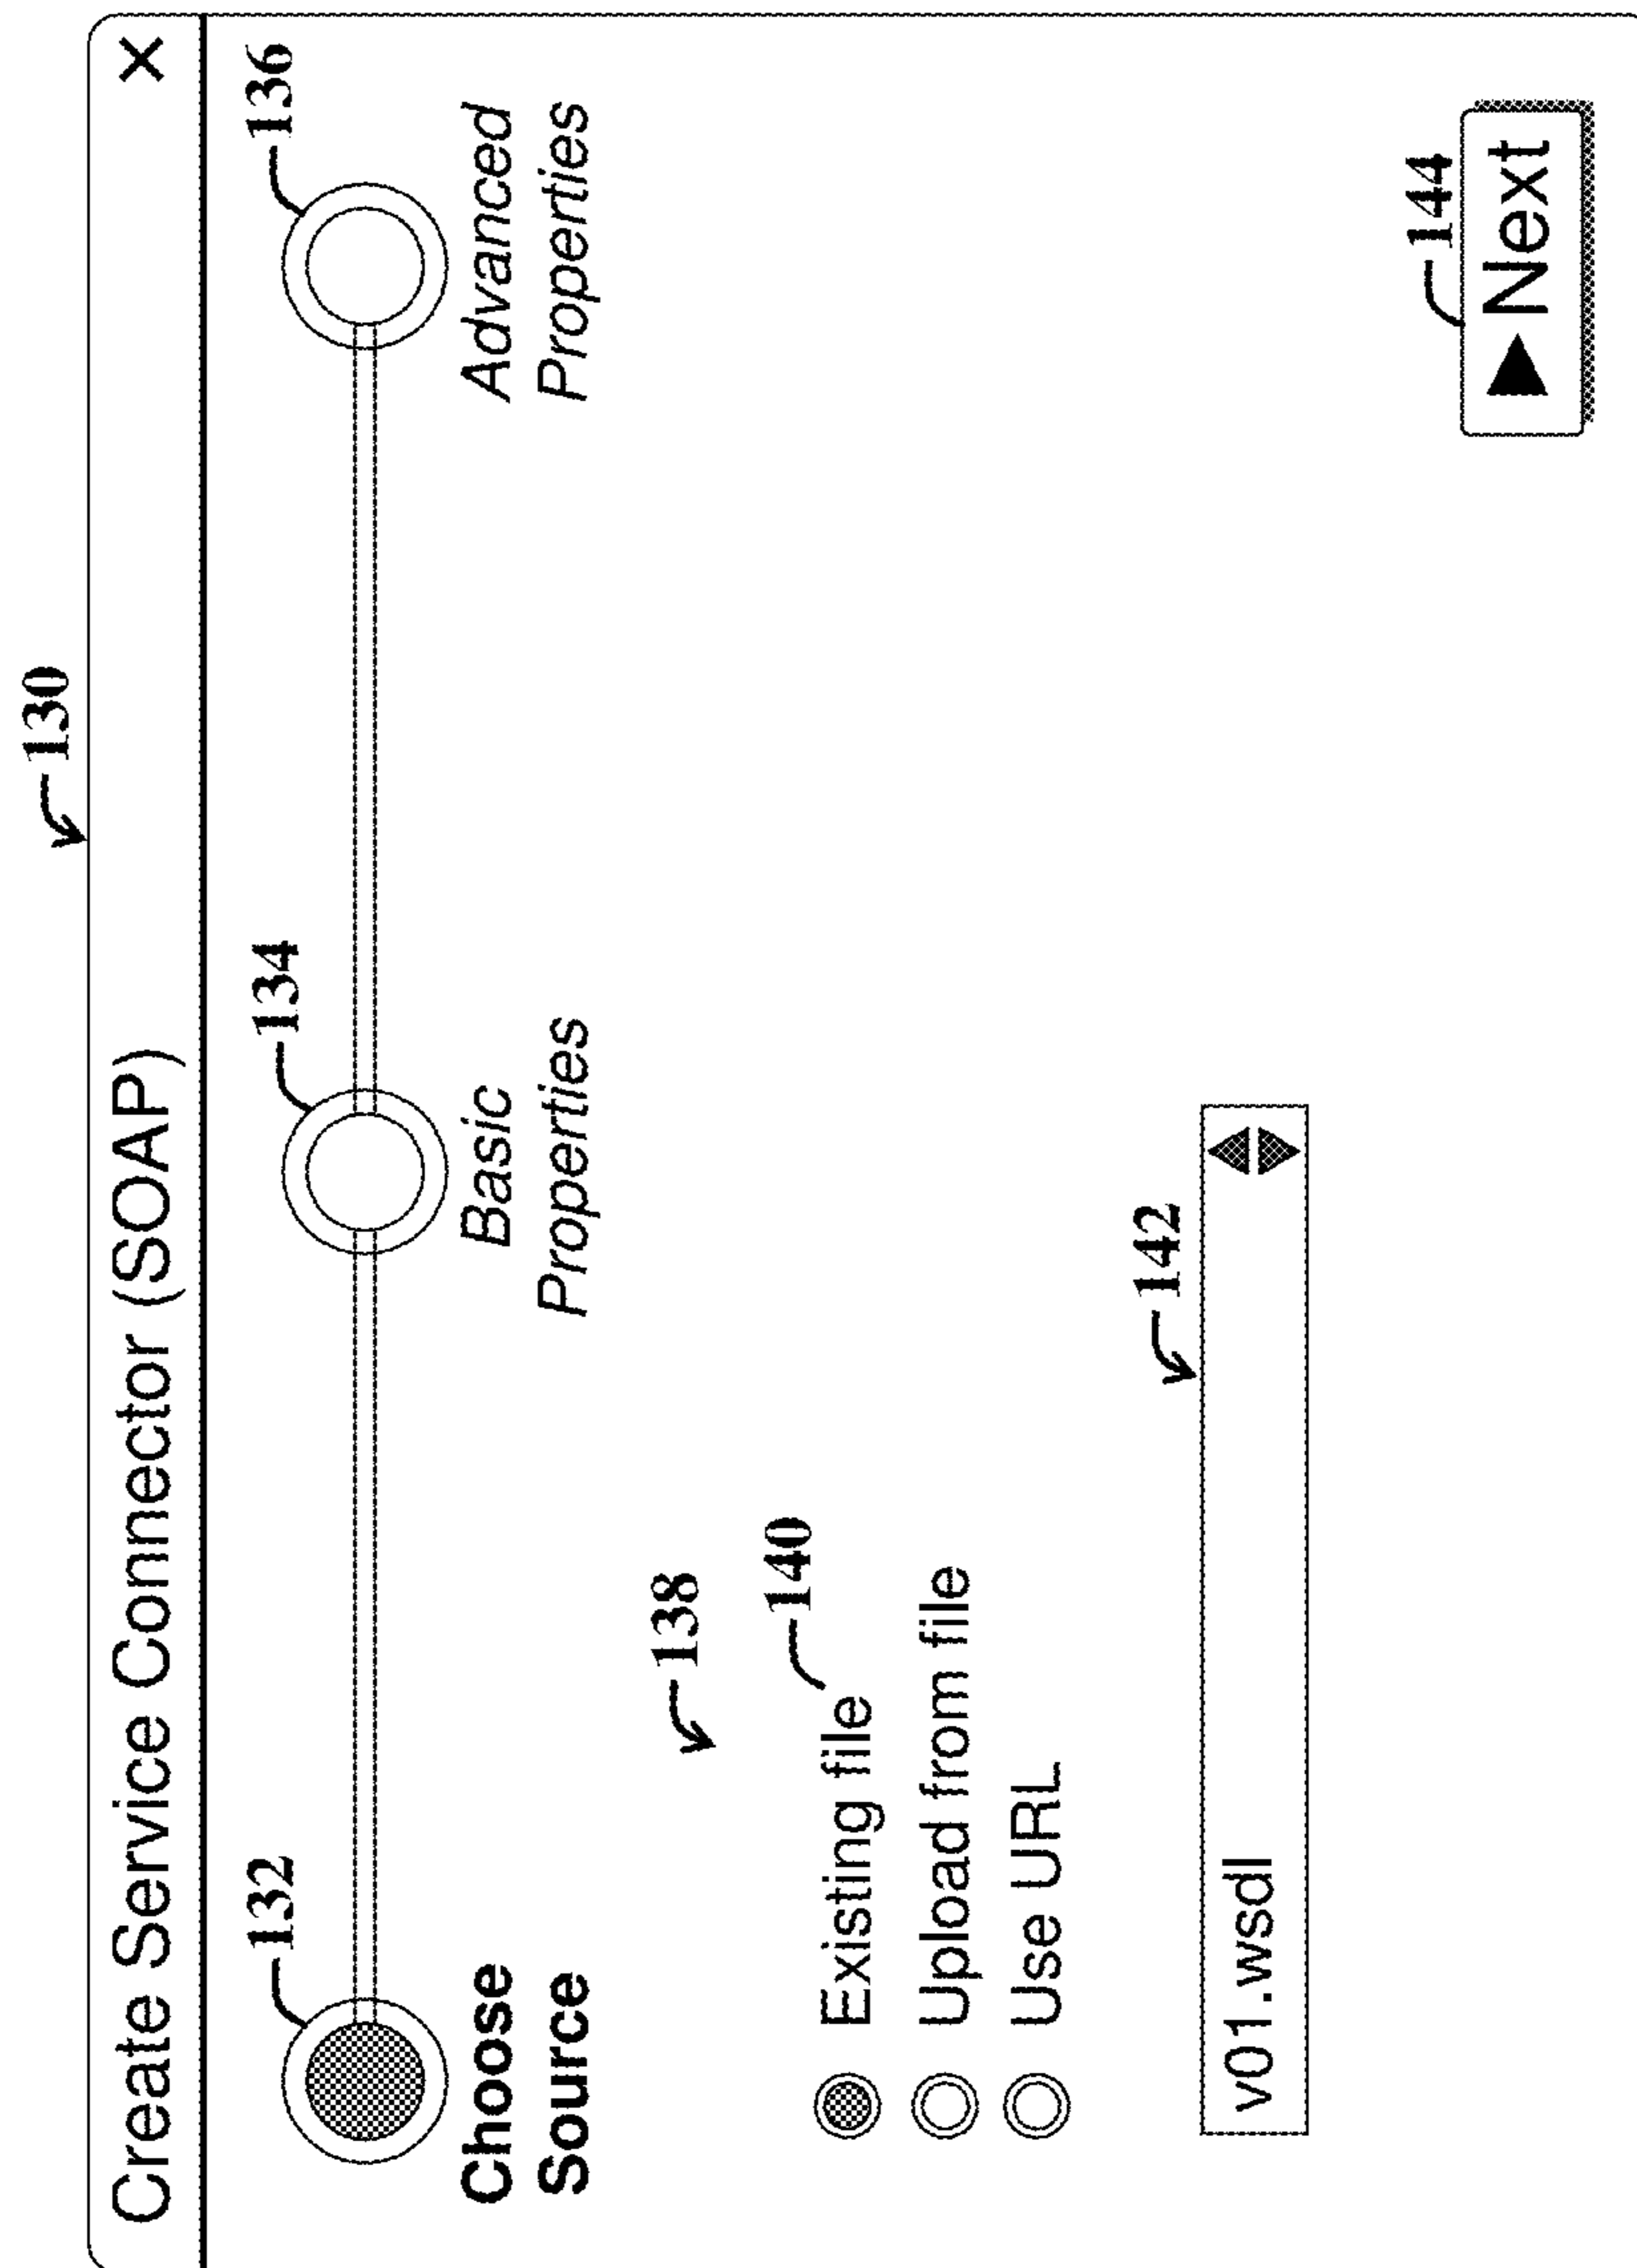 130
Create Service Connector (SOAP) X
132
134
136
Choose
Source
Basic
Properties
Advanced
Properties
138
140
Existing file
Upload from file
Use URL
142
v01.wsdl
144
Next